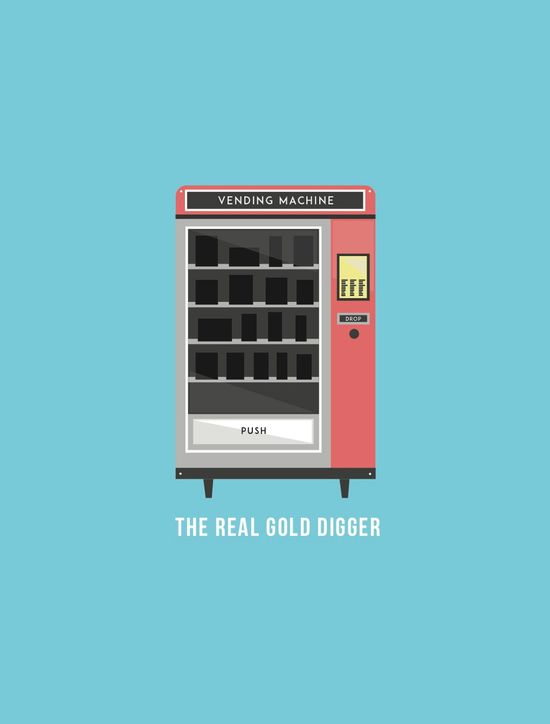 VENDING MACHINE
DROP
PUSH
THE REAL GOLD DIGGER